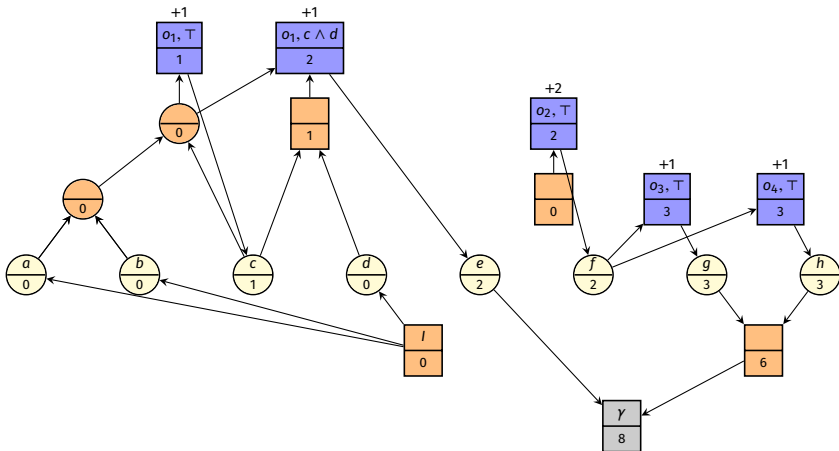 +1 +1
o₁, ⊤ o₁, c ∧ d
1 2
+2
o₂, ⊤
0 1 2
+1 +1
o₃, ⊤ o₄, ⊤
0 0 3 3
a b c d e f g h
0 0 1 0 2 2 3 3
I
0 6
γ
8